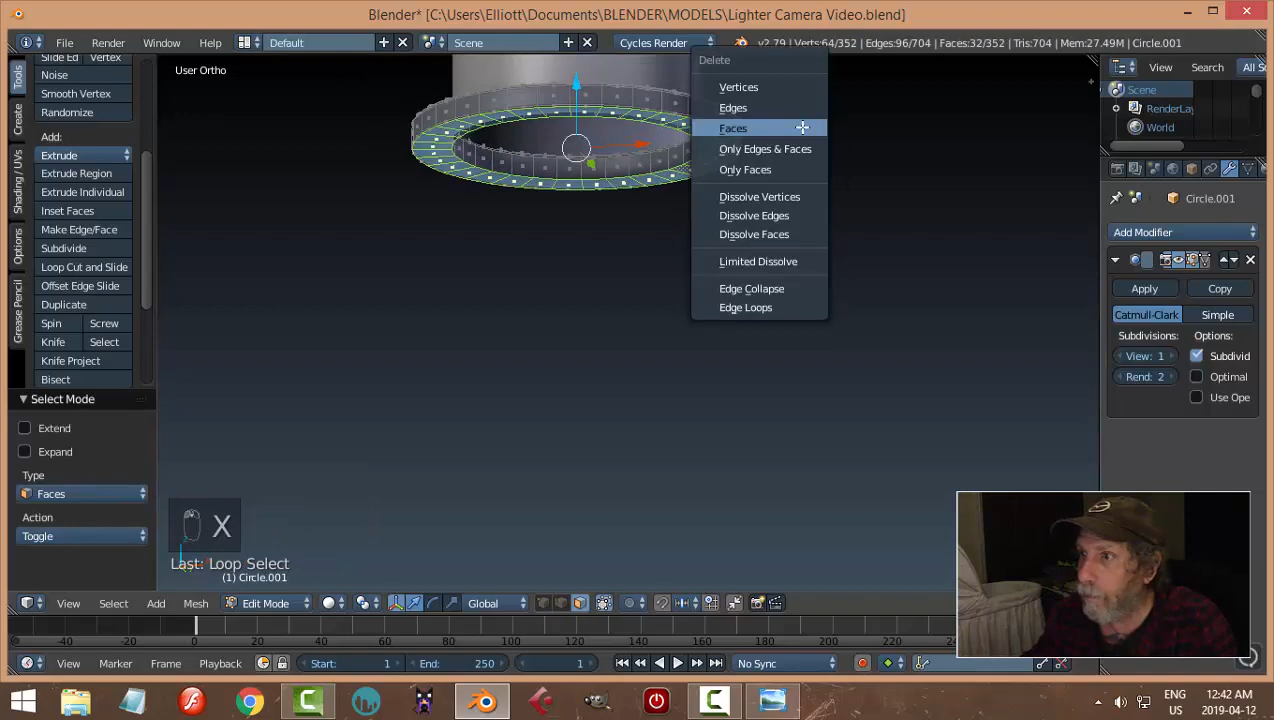 Blender* [C:\Users\Elliott\Documents\BLENDER\MODELS\Lighter Camera Video.blend]
File Render Window Help Default Scene Cycles Render v2.79 | Verts:64/352 | Edges:96/704 | Faces:32/352 | Tris:704 | Mem:27.49M | Circle.001
Tools
Create
Shading / UVs
Options
Grease Pencil
Slide Ed Vertex
Noise
Smooth Vertex
Randomize
Add:
Extrude
Extrude Region
Extrude Individual
Inset Faces
Make Edge/Face
Subdivide
Loop Cut and Slide
Offset Edge Slide
Duplicate
Spin Screw
Knife Select
Knife Project
Bisect
Select Mode
Extend
Expand
Type
Faces
Action
Toggle
User Ortho
Delete
Vertices
Edges
Faces
Only Edges & Faces
Only Faces
Dissolve Vertices
Dissolve Edges
Dissolve Faces
Limited Dissolve
Edge Collapse
Edge Loops
X
Last: Loop Select
(1) Circle.001
View Search All Sc
Scene
RenderLay
World
Circle.001
Add Modifier
Apply Copy
Catmull-Clark Simple
Subdivisions: Options:
View: 1 Subdivid
Rend: 2 Optimal
Use Ope
View Select Add Mesh Edit Mode Global
-40 -20 0 20 40 60 80 100 120 140 160 180 200 220
View Marker Frame Playback Start: 1 End: 250 1 No Sync
ENG 12:42 AM
US 2019-04-12